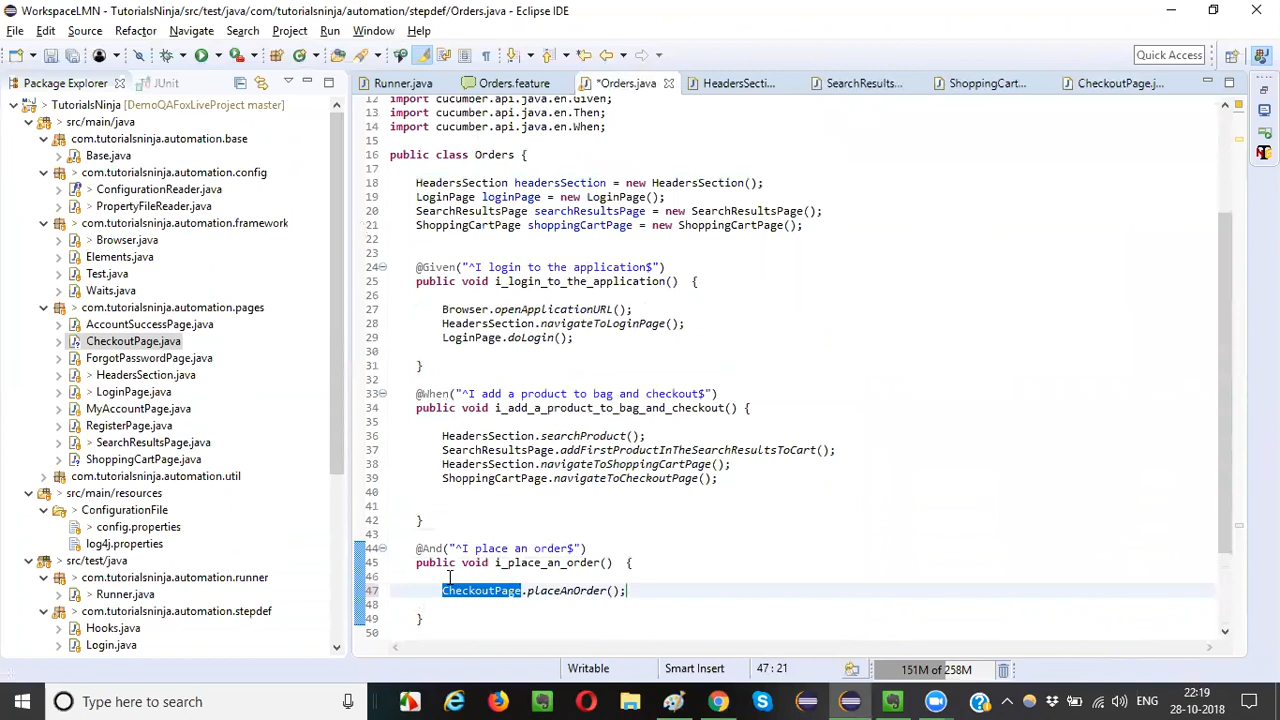 WorkspaceLMN - TutorialsNinja/src/test/java/com/tutorialsninja/automation/stepdef/Orders.java - Eclipse IDE
File Edit Source Refactor Navigate Search Project Run Window Help
Quick Access
Package Explorer JUnit
Runner.java Orders.feature *Orders.java HeadersSecti... SearchResults... ShoppingCart... CheckoutPage.j...
TutorialsNinja [DemoQAFoxLiveProject master]
> src/main/java
com.tutorialsninja.automation.base
> Base.java
> com.tutorialsninja.automation.config
> ConfigurationReader.java
> PropertyFileReader.java
> com.tutorialsninja.automation.framework
> Browser.java
Elements.java
Test.java
Waits.java
> com.tutorialsninja.automation.pages
AccountSuccessPage.java
CheckoutPage.java
ForgotPasswordPage.java
> HeadersSection.java
> LoginPage.java
MyAccountPage.java
RegisterPage.java
> SearchResultsPage.java
ShoppingCartPage.java
com.tutorialsninja.automation.util
> src/main/resources
> ConfigurationFile
> config.properties
log4j.properties
> src/test/java
> com.tutorialsninja.automation.runner
> Runner.java
> com.tutorialsninja.automation.stepdef
Hooks.java
Login.java
12 import cucumber.api.java.en.Given;
13 import cucumber.api.java.en.Then;
14 import cucumber.api.java.en.When;
15
16 public class Orders {
17
18 HeadersSection headersSection = new HeadersSection();
19 LoginPage loginPage = new LoginPage();
20 SearchResultsPage searchResultsPage = new SearchResultsPage();
21 ShoppingCartPage shoppingCartPage = new ShoppingCartPage();
22
23
24 @Given("^I login to the application$")
25 public void i_login_to_the_application() {
26
27 Browser.openApplicationURL();
28 HeadersSection.navigateToLoginPage();
29 LoginPage.doLogin();
30
31 }
32
33 @When("^I add a product to bag and checkout$")
34 public void i_add_a_product_to_bag_and_checkout() {
35
36 HeadersSection.searchProduct();
37 SearchResultsPage.addFirstProductInTheSearchResultsToCart();
38 HeadersSection.navigateToShoppingCartPage();
39 ShoppingCartPage.navigateToCheckoutPage();
40
41
42 }
43
44 @And("^I place an order$")
45 public void i_place_an_order() {
46
47 CheckoutPage.placeAnOrder();
48
49 }
50
Writable Smart Insert 47 : 21 151M of 258M
Type here to search
ENG
22:19
28-10-2018